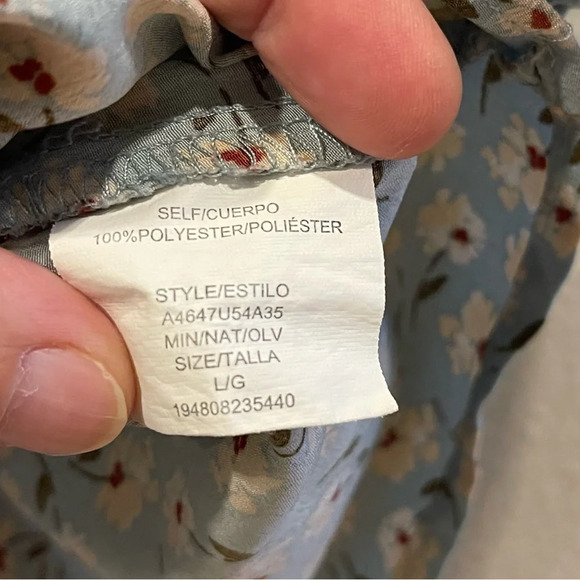 SELF/CUERPO
100%POLYESTER/POLIÉSTER
STYLE/ESTILO
A4647U54A35
MIN/NAT/OLV
SIZE/TALLA
L/G
194808235440